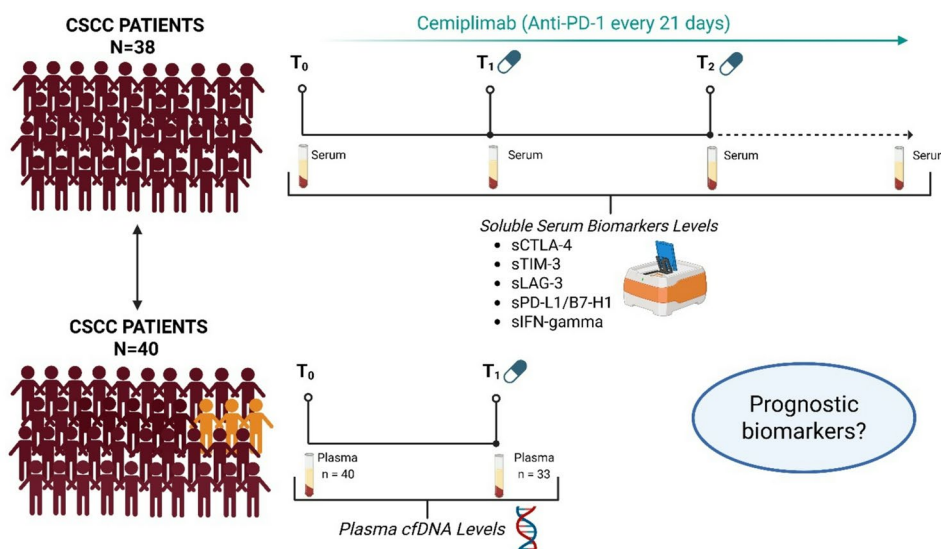 CSCC PATIENTS
N=38
Cemiplimab (Anti-PD-1 every 21 days)
T₀
T₁
T₂
Serum
Serum
Serum
Serum
Soluble Serum Biomarkers Levels
• sCTLA-4
• sTIM-3
• sLAG-3
• sPD-L1/B7-H1
• sIFN-gamma
CSCC PATIENTS
N=40
T₀
T₁
Plasma
n = 40
Plasma
n = 33
Plasma cfDNA Levels
Prognostic
biomarkers?